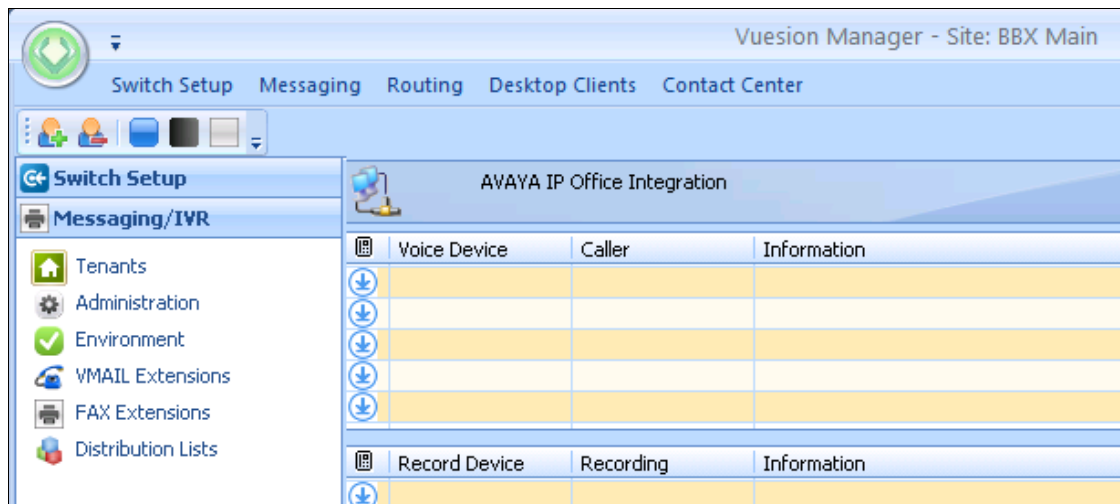 Vuesion Manager - Site: BBX Main
Switch Setup Messaging Routing Desktop Clients Contact Center
Switch Setup
Messaging/IVR
Tenants
Administration
Environment
VMAIL Extensions
FAX Extensions
Distribution Lists
AVAYA IP Office Integration
Voice Device Caller Information
Record Device Recording Information